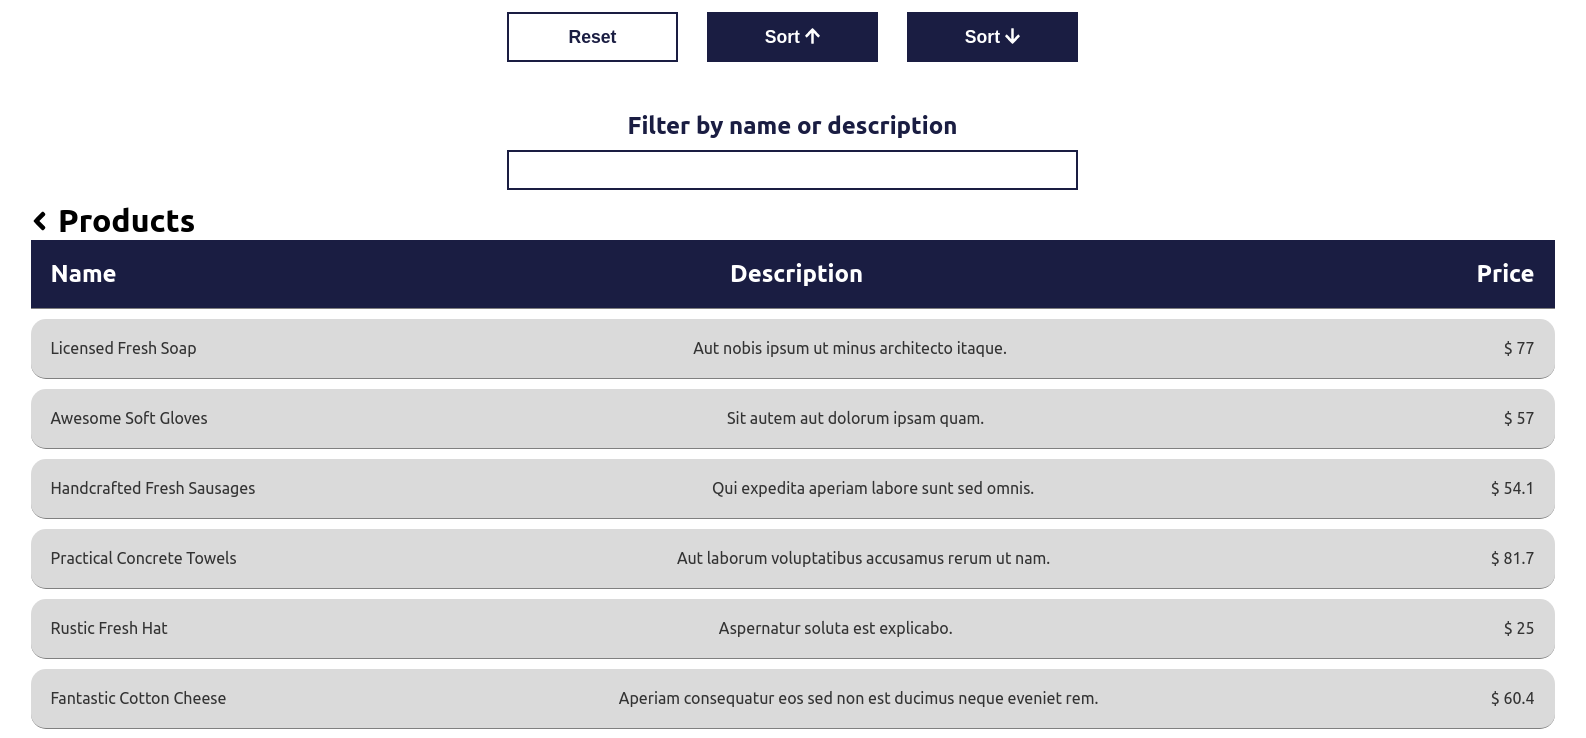 Reset Sort Sort
Filter by name or description
Products
Name Description Price
Licensed Fresh Soap Aut nobis ipsum ut minus architecto itaque. $ 77
Awesome Soft Gloves Sit autem aut dolorum ipsam quam. $ 57
Handcrafted Fresh Sausages Qui expedita aperiam labore sunt sed omnis. $ 54.1
Practical Concrete Towels Aut laborum voluptatibus accusamus rerum ut nam. $ 81.7
Rustic Fresh Hat Aspernatur soluta est explicabo. $ 25
Fantastic Cotton Cheese Aperiam consequatur eos sed non est ducimus neque eveniet rem. $ 60.4